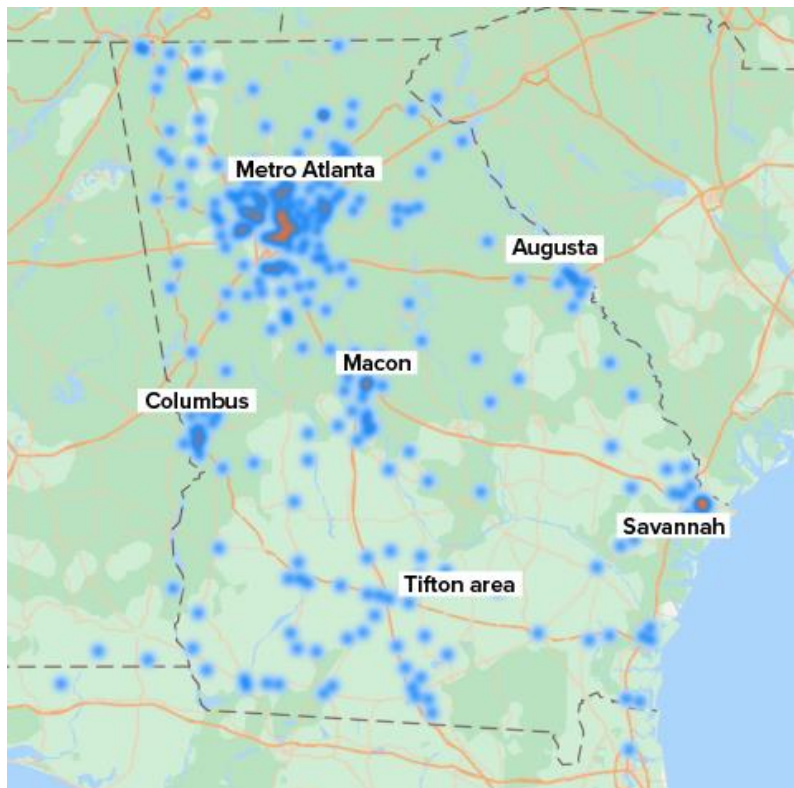 Metro Atlanta
Augusta
Macon
Columbus
Savannah
Tifton area